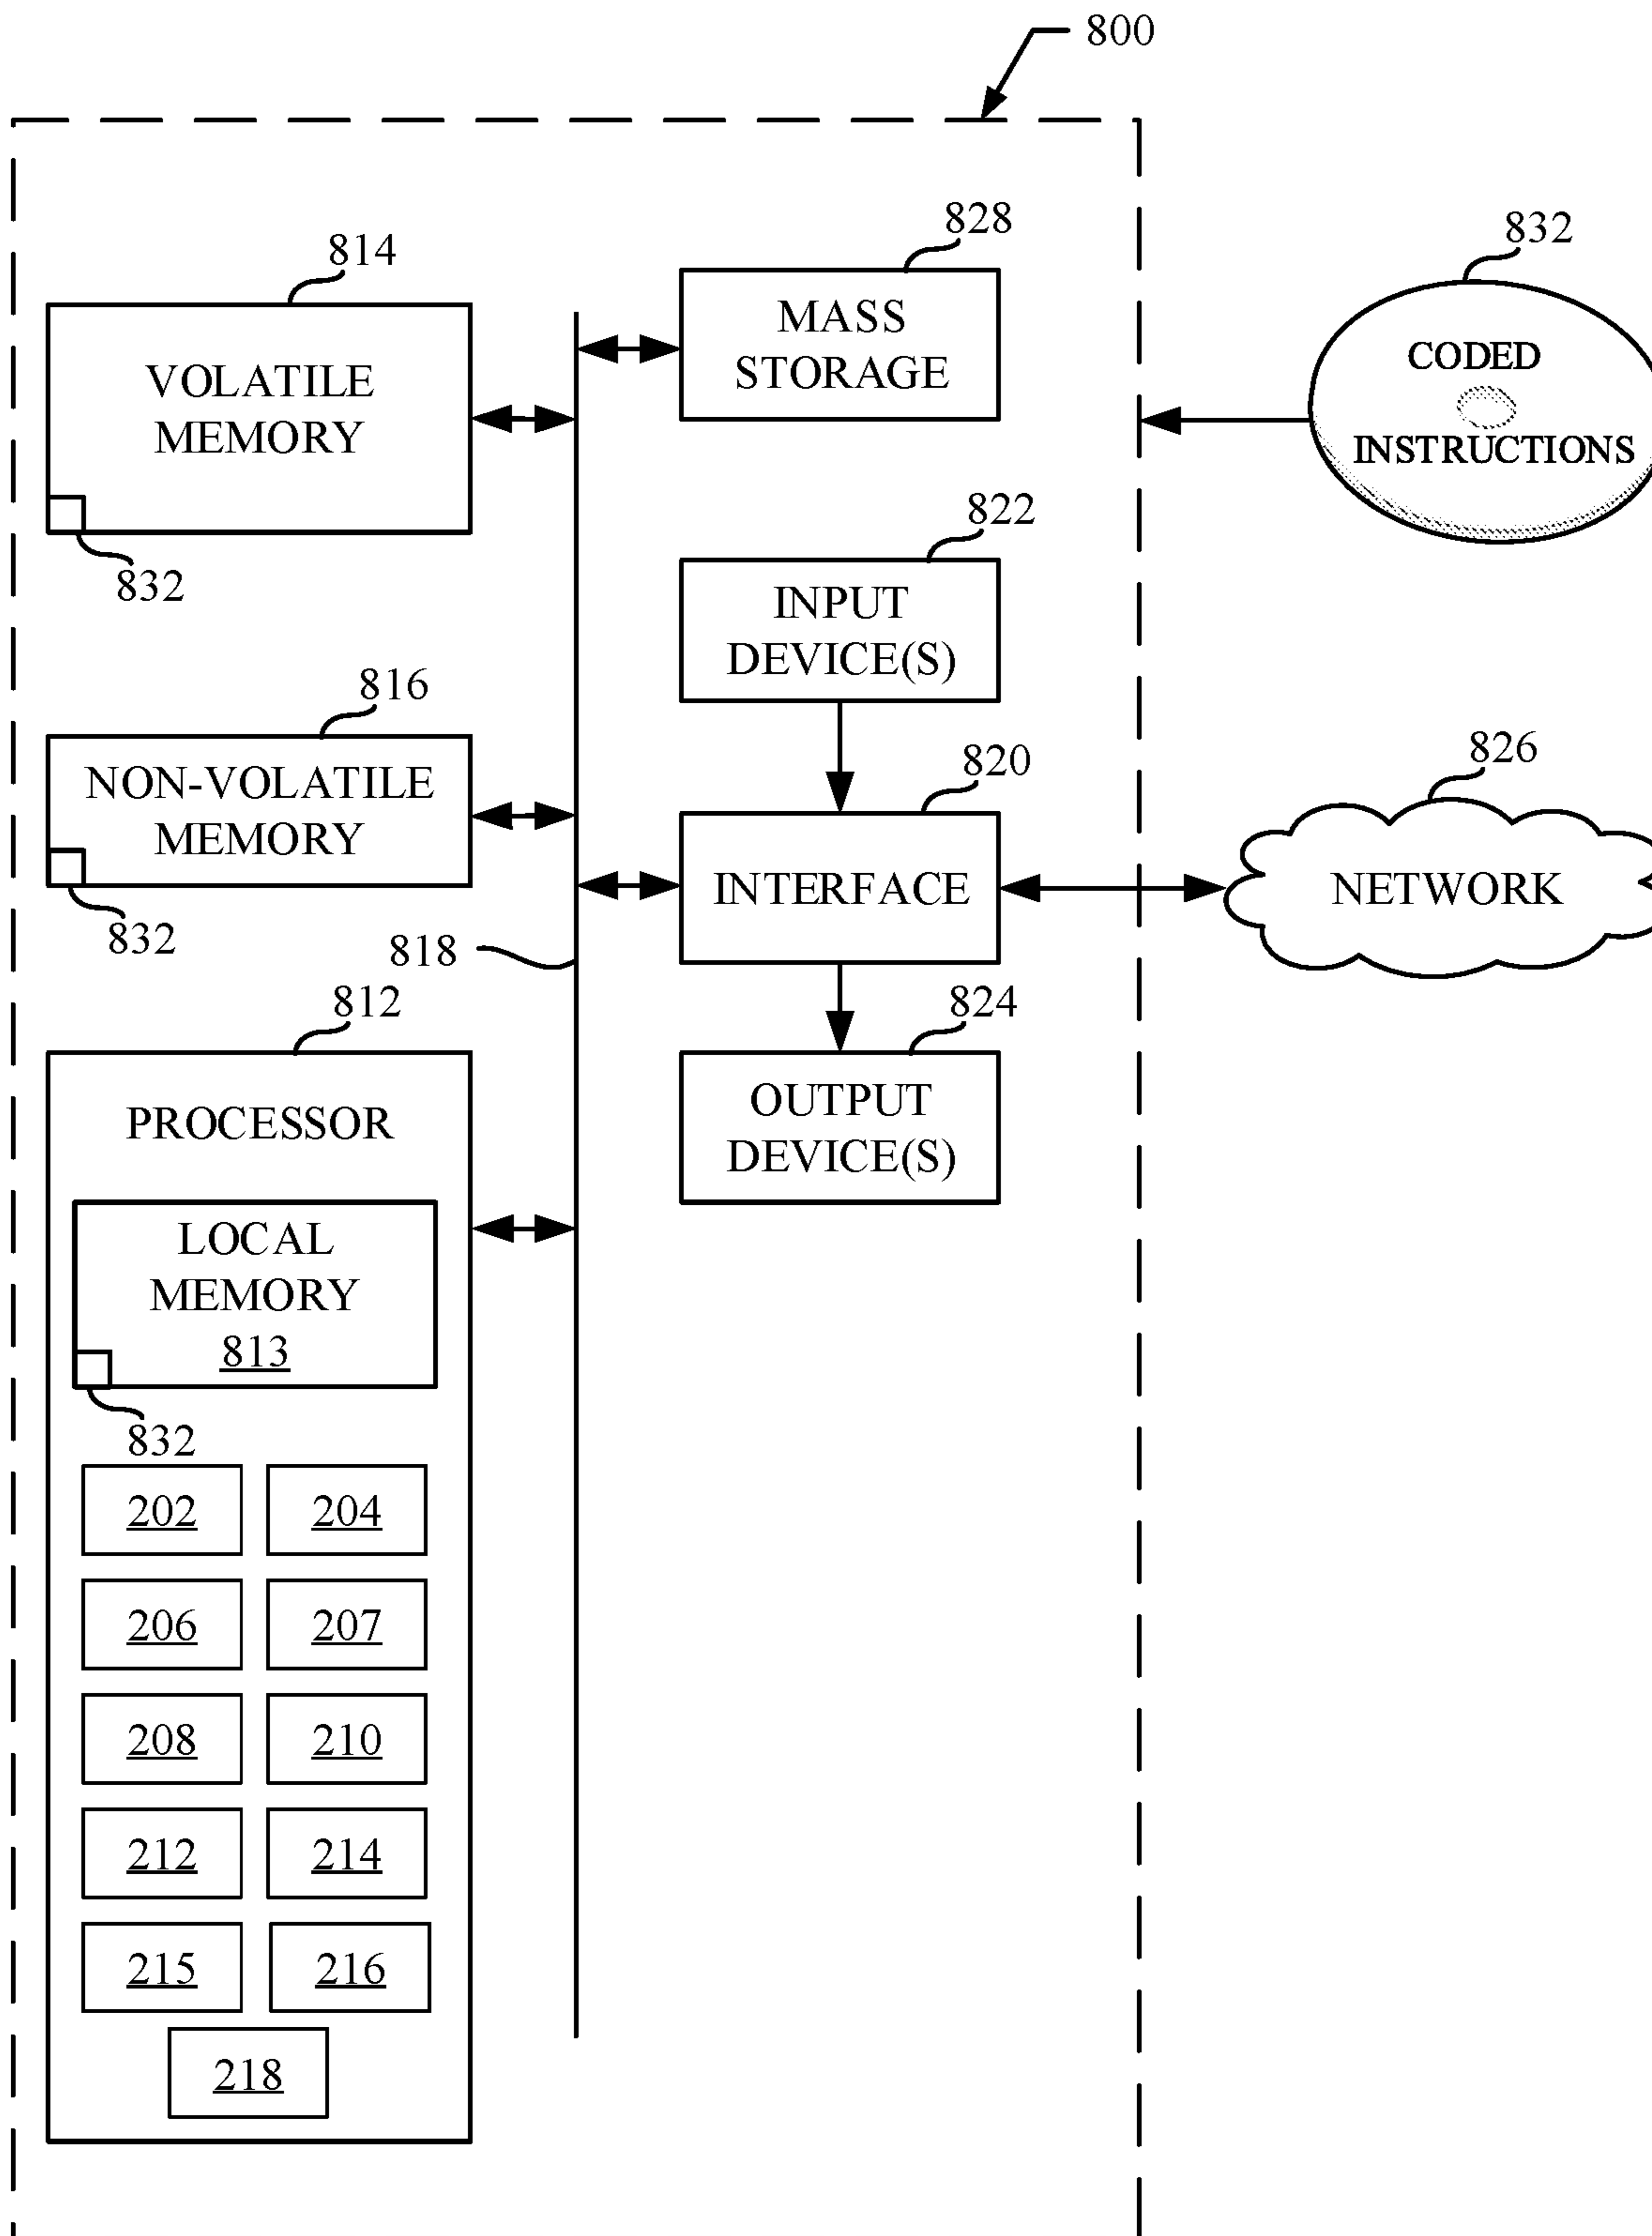 800
814
VOLATILE
MEMORY
832
828
MASS
STORAGE
832
CODED
INSTRUCTIONS
822
INPUT
DEVICE(S)
816
NON-VOLATILE
MEMORY
832
820
INTERFACE
826
NETWORK
818
812
PROCESSOR
LOCAL
MEMORY
813
832
824
OUTPUT
DEVICE(S)
202 204
206 207
208 210
212 214
215 216
218